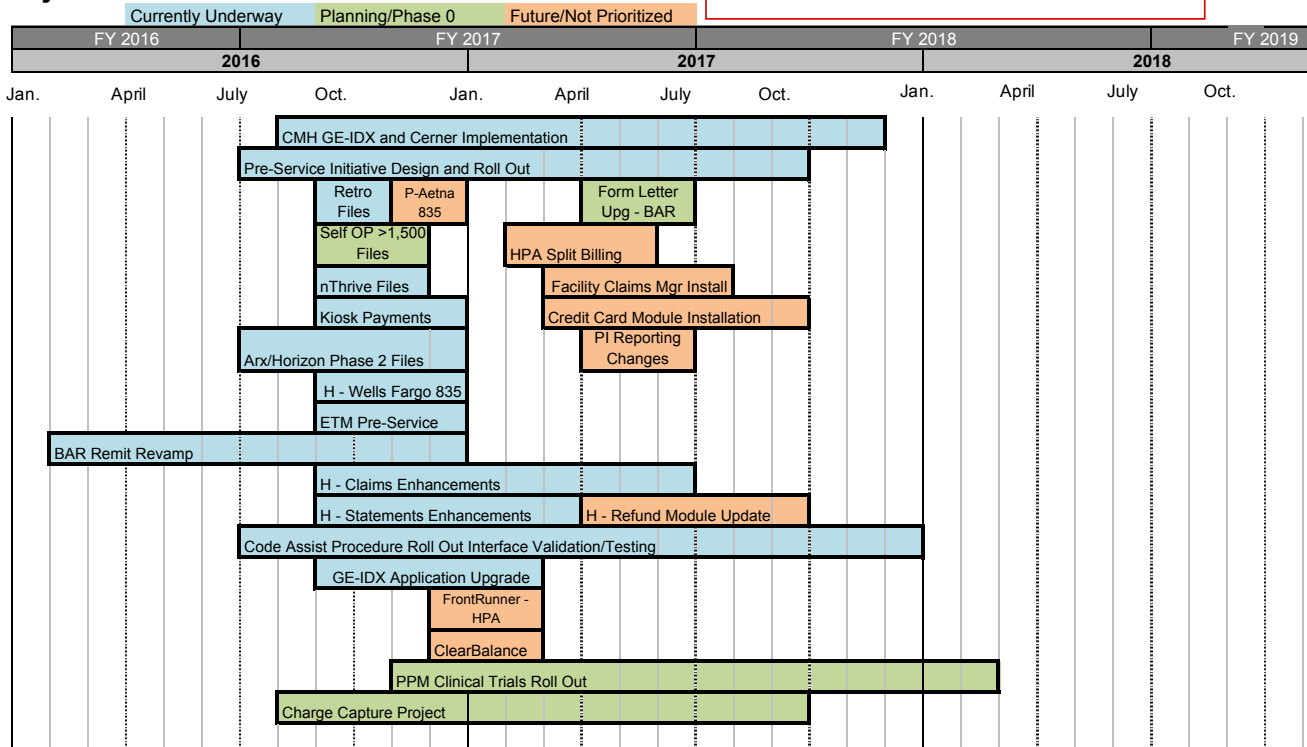 Currently Underway Planning/Phase 0 Future/Not Prioritized
FY 2016 FY 2017 FY 2018 FY 2019
2016 2017 2018
Jan. April July Oct. Jan. April July Oct. Jan. April July Oct.
CMH GE-IDX and Cerner Implementation
Pre-Service Initiative Design and Roll Out
Retro
Files
P-Aetna
835
Form Letter
Upg - BAR
Self OP >1,500
Files
HPA Split Billing
nThrive Files
Facility Claims Mgr Install
Kiosk Payments
Credit Card Module Installation
Arx/Horizon Phase 2 Files
PI Reporting
Changes
H - Wells Fargo 835
ETM Pre-Service
BAR Remit Revamp
H - Claims Enhancements
H - Statements Enhancements
H - Refund Module Update
Code Assist Procedure Roll Out Interface Validation/Testing
GE-IDX Application Upgrade
FrontRunner -
HPA
ClearBalance
PPM Clinical Trials Roll Out
Charge Capture Project